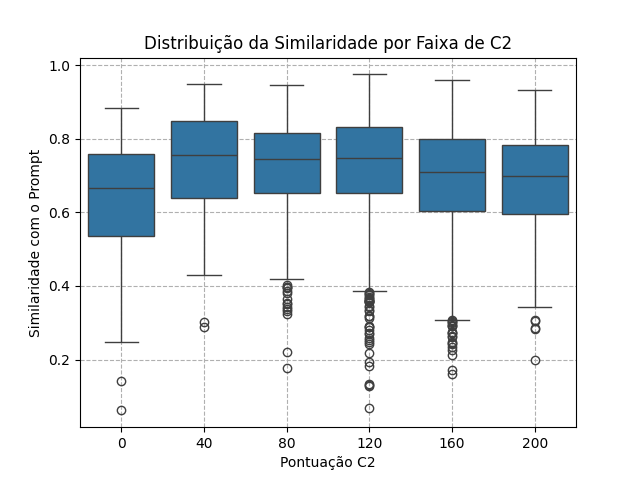 Distribuição da Similaridade por Faixa de C2
Similaridade com o Prompt
1.0
0.8
0.6
0.4
0.2
0 40 80 120 160 200
Pontuação C2